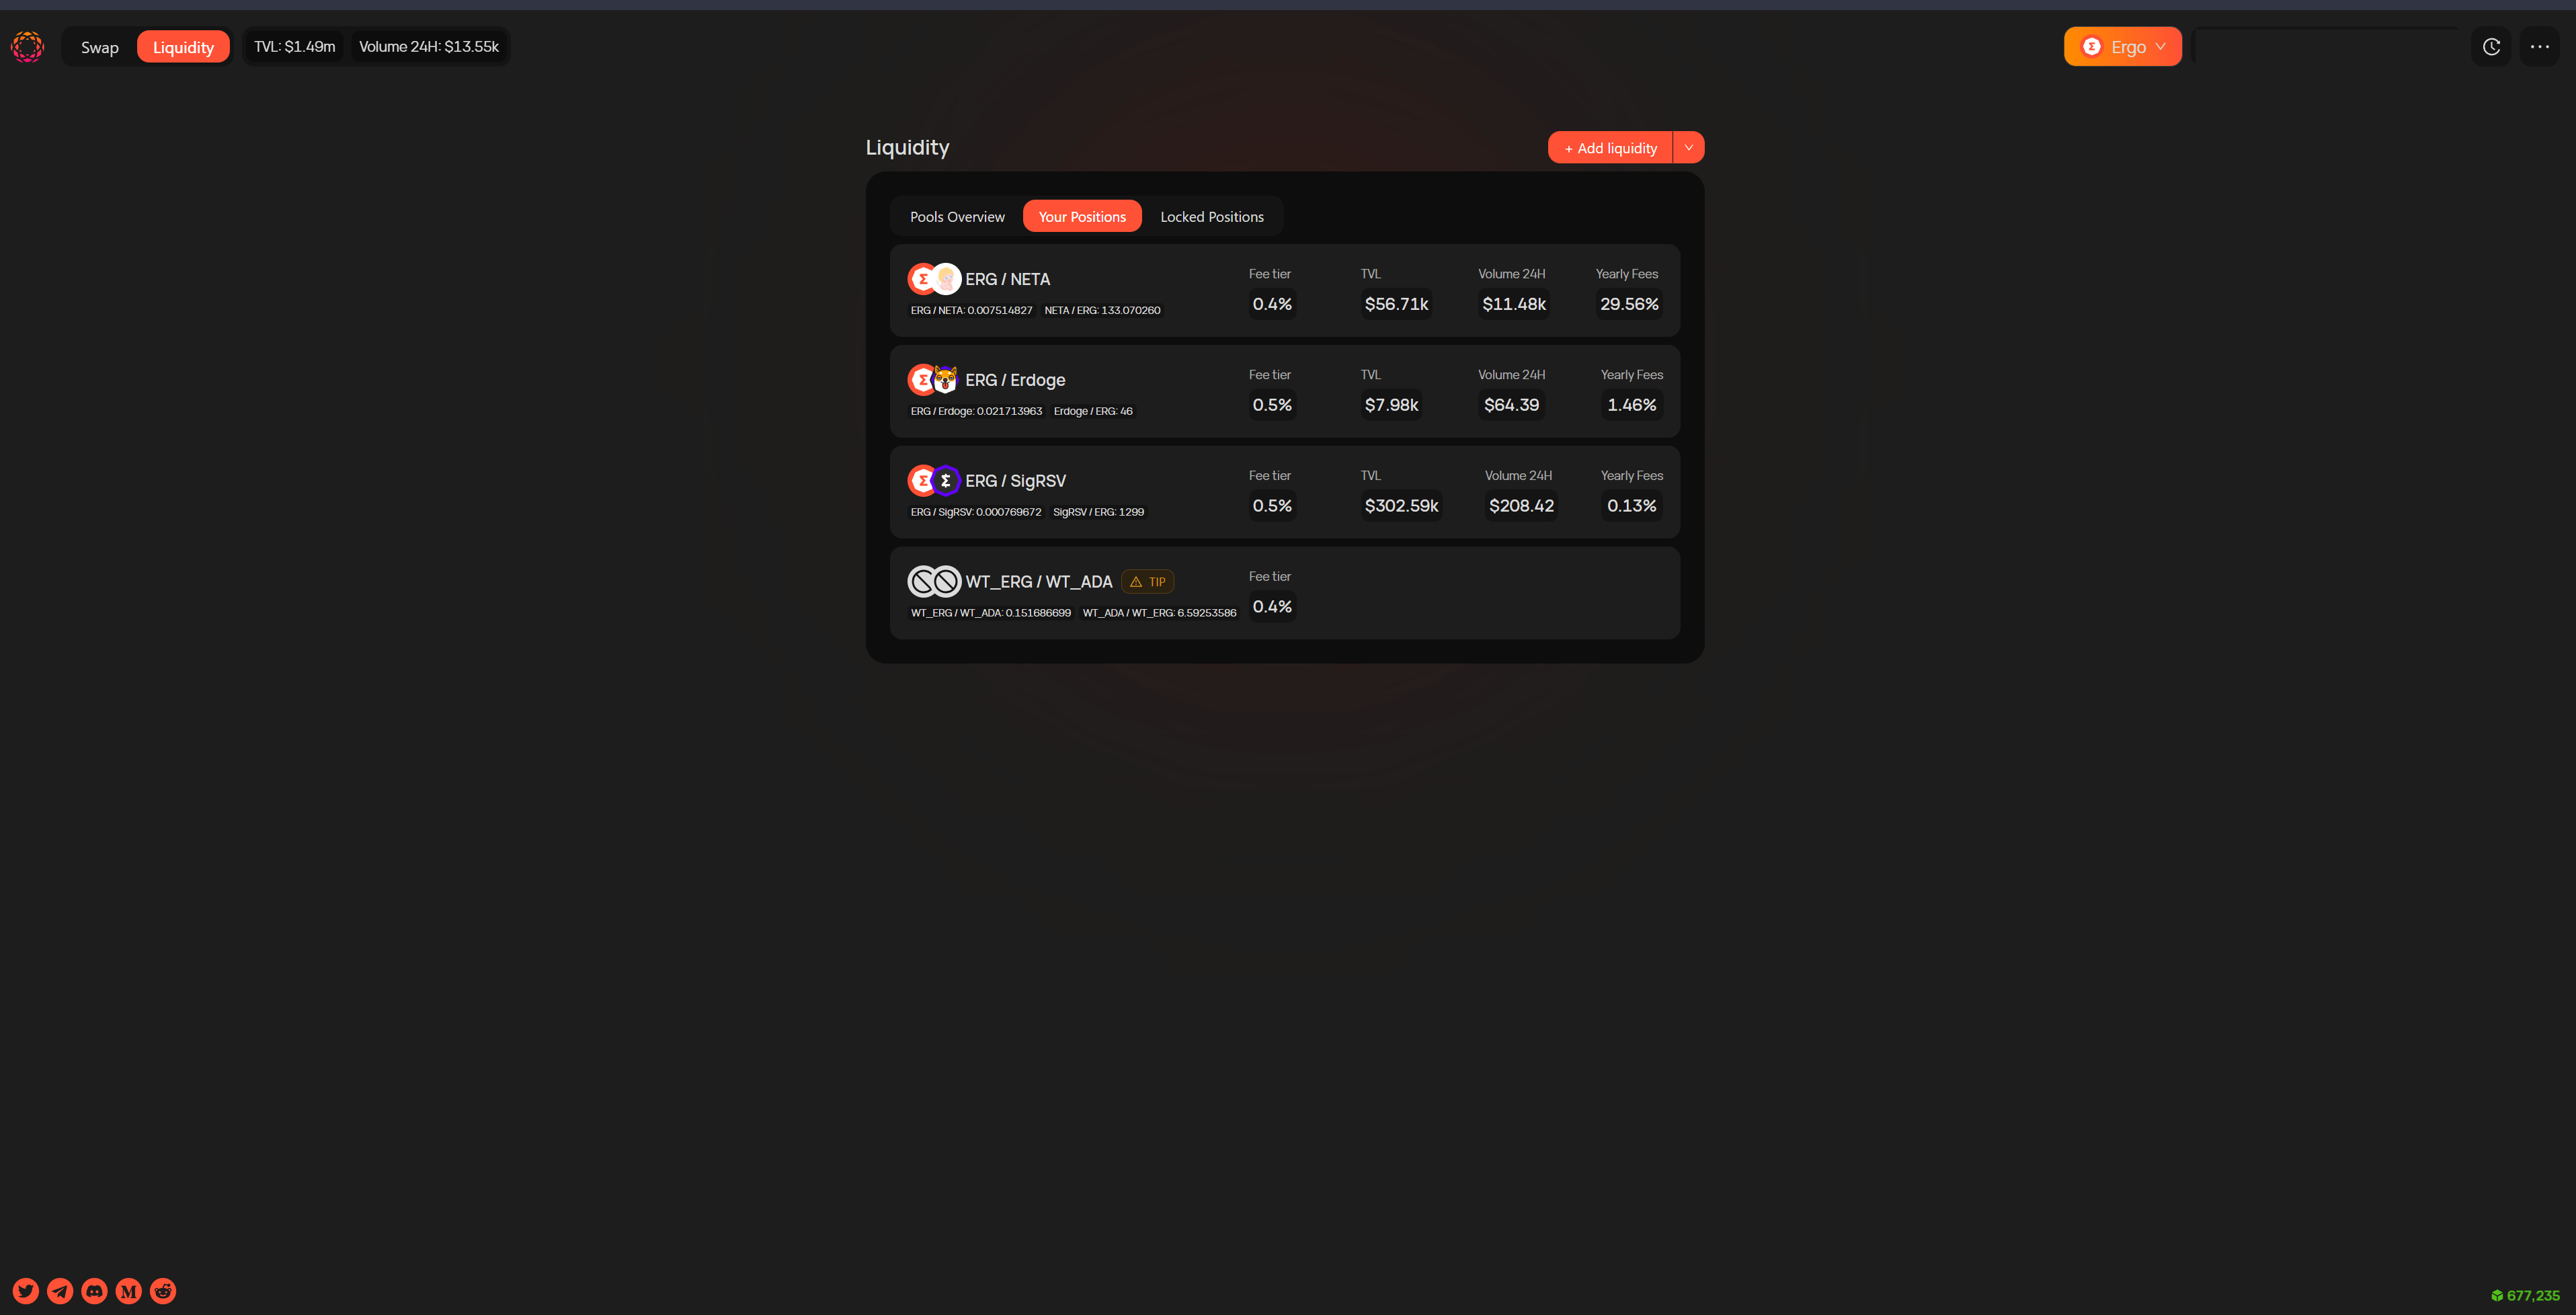 Swap Liquidity TVL: $1.49m Volume 24H: $13.55k Ergo
Liquidity + Add liquidity
Pools Overview Your Positions Locked Positions
ERG / NETA
ERG / NETA: 0.007514827 NETA / ERG: 133.070260
Fee tier TVL Volume 24H Yearly Fees
0.4% $56.71k $11.48k 29.56%
ERG / Erdoge
ERG / Erdoge: 0.021713963 Erdoge / ERG: 46
Fee tier TVL Volume 24H Yearly Fees
0.5% $7.98k $64.39 1.46%
ERG / SigRSV
ERG / SigRSV: 0.000769672 SigRSV / ERG: 1299
Fee tier TVL Volume 24H Yearly Fees
0.5% $302.59k $208.42 0.13%
WT_ERG / WT_ADA TIP
WT_ERG / WT_ADA: 0.151686699 WT_ADA / WT_ERG: 6.59253586
Fee tier
0.4%
677,235